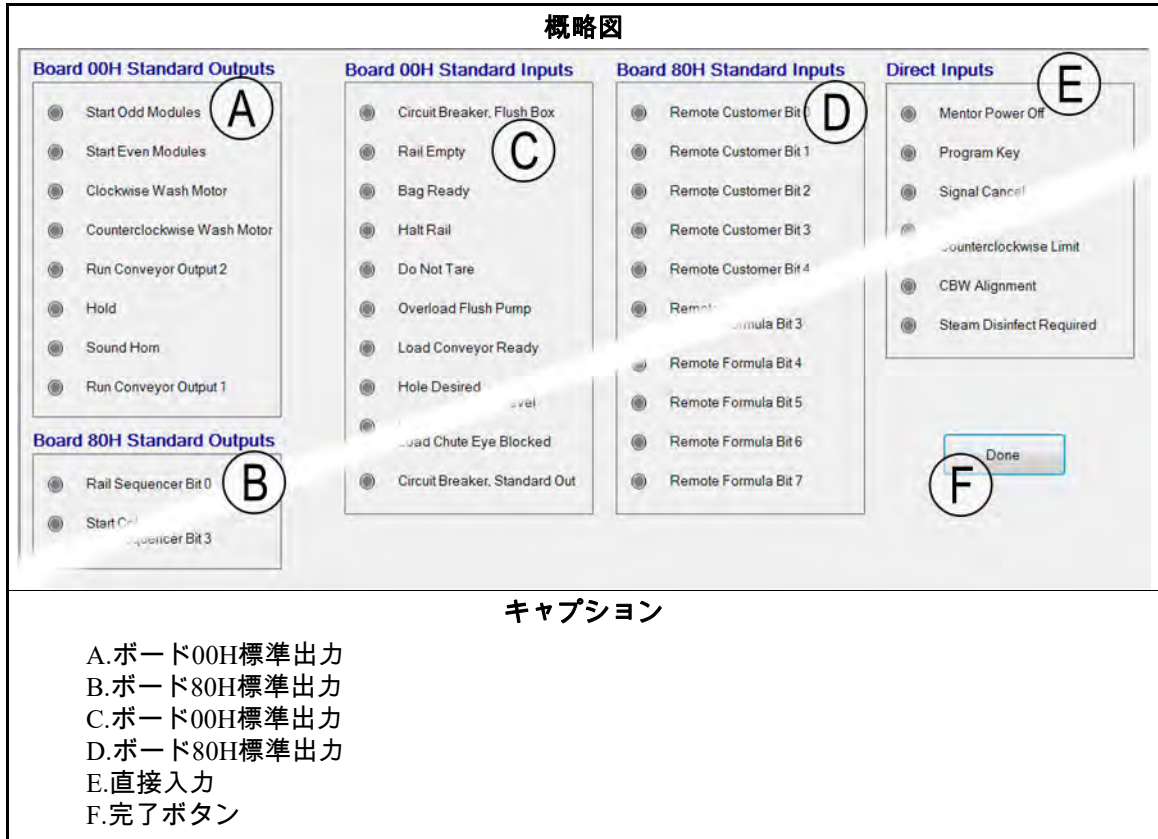 概略図
Board 00H Standard Outputs
A
Start Odd Modules
Start Even Modules
Clockwise Wash Motor
Counterclockwise Wash Motor
Run Conveyor Output 2
Hold
Sound Horn
Run Conveyor Output 1
Board 80H Standard Outputs
B
Rail Sequencer Bit 0
Start
Bit 3
Board 00H Standard Inputs
C
Circuit Breaker, Flush Box
Rail Empty
Bag Ready
Halt Rail
Do Not Tare
Overload Flush Pump
Load Conveyor Ready
Hole Desired
Load Chute Eye Blocked
Circuit Breaker, Standard Out
Board 80H Standard Inputs
D
Remote Customer Bit
Remote Customer Bit 1
Remote Customer Bit 2
Remote Customer Bit 3
Remote Customer Bit 4
Bit 3
Remote Formula Bit 4
Remote Formula Bit 5
Remote Formula Bit 6
Remote Formula Bit 7
Direct Inputs
E
Mentor Power Off
Program Key
Signal Cancel
Counterclockwise Limit
CBW Alignment
Steam Disinfect Required
Done
F
キャプション
A.ボード00H標準出力
B.ボード80H標準出力
C.ボード00H標準出力
D.ボード80H標準出力
E.直接入力
F.完了ボタン